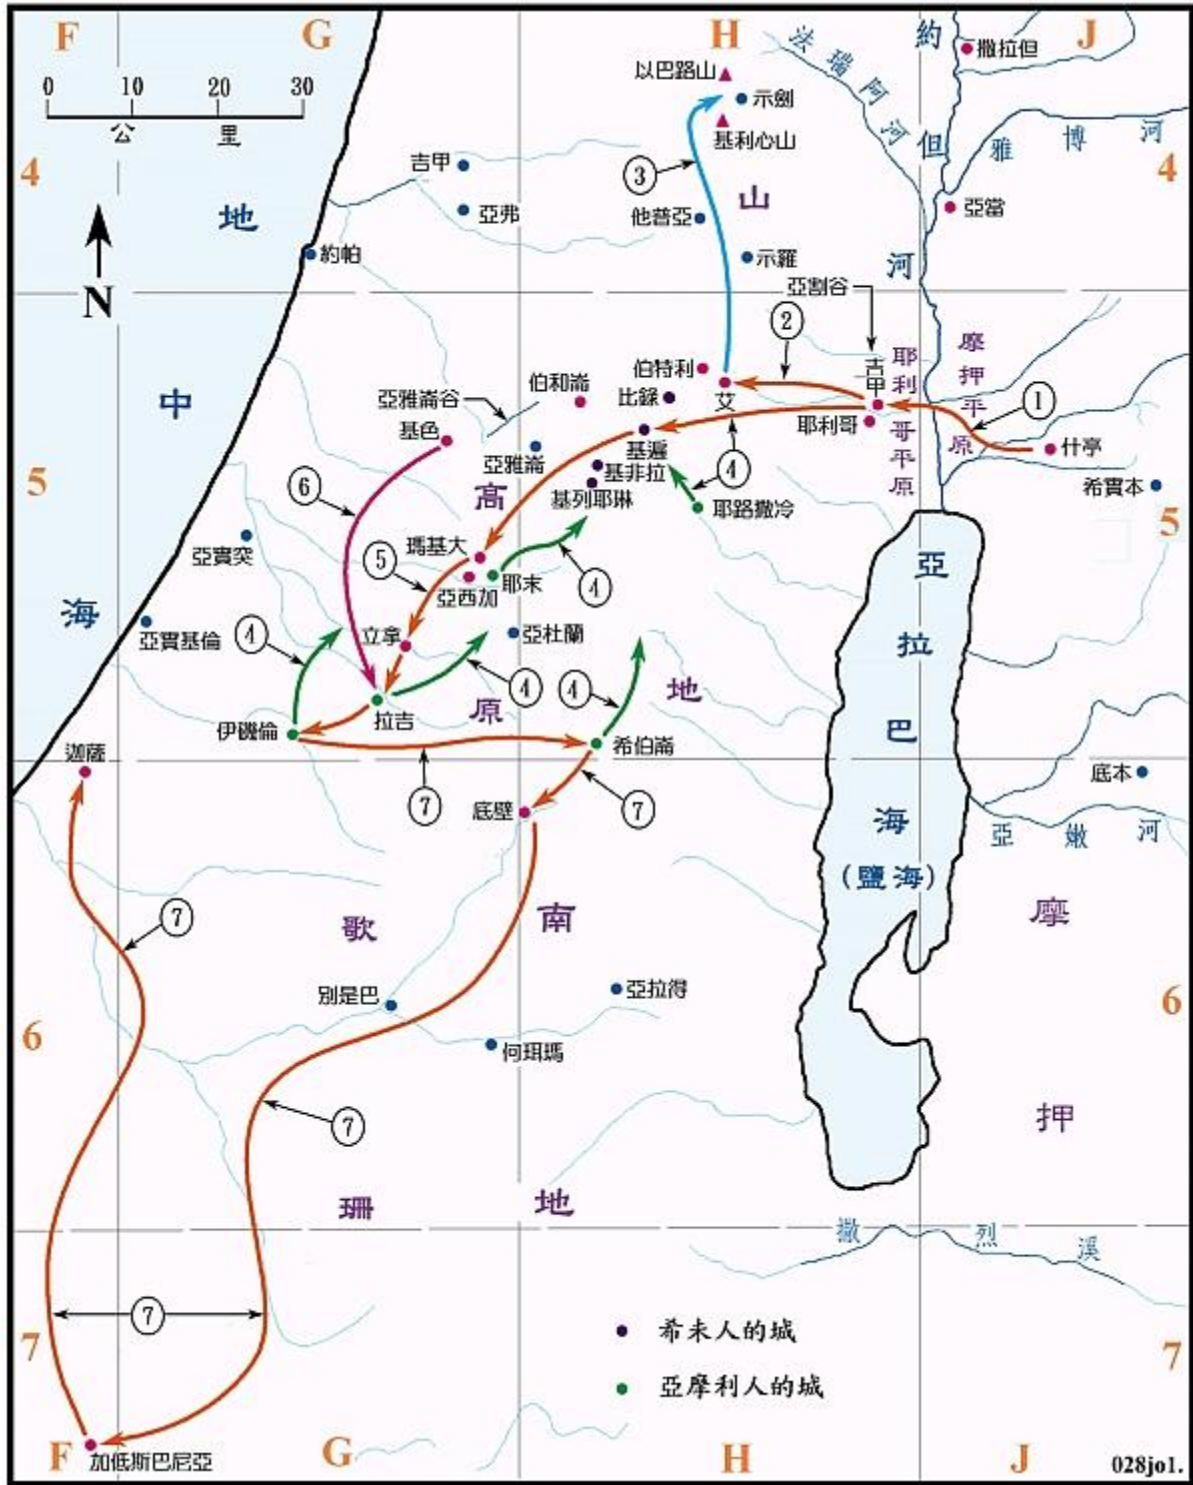 F
G
H
J
0 10 20 30
公里
以巴路山
示劍
基利心山
法瑞阿河
約但河
撒拉但
雅博河
4
4
吉甲
亞弗
山
他普亞
亞當
地中海
約帕
示羅
N
亞割谷
③
②
吉甲
耶利哥平原
摩押平原
①
伯特利
伯和崙
比錄
艾
亞雅崙谷
基色
耶利哥
④
什亭
5
亞雅崙
基遍
基非拉
基列耶琳
④
希實本
5
⑥
高原
耶路撒冷
亞實突
瑪基大
⑤
亞西加
耶末
④
亞拉巴海
(鹽海)
亞實基倫
④
立拿
亞杜蘭
④
④
地
伊磯倫
拉吉
希伯崙
迦薩
⑦
底壁
⑦
底本
亞嫩河
⑦
歌珊
南地
摩押
別是巴
亞拉得
6
6
何珥瑪
⑦
撒烈溪
⑦
7
7
希未人的城
亞摩利人的城
加低斯巴尼亞
F
G
H
J
028jo1.